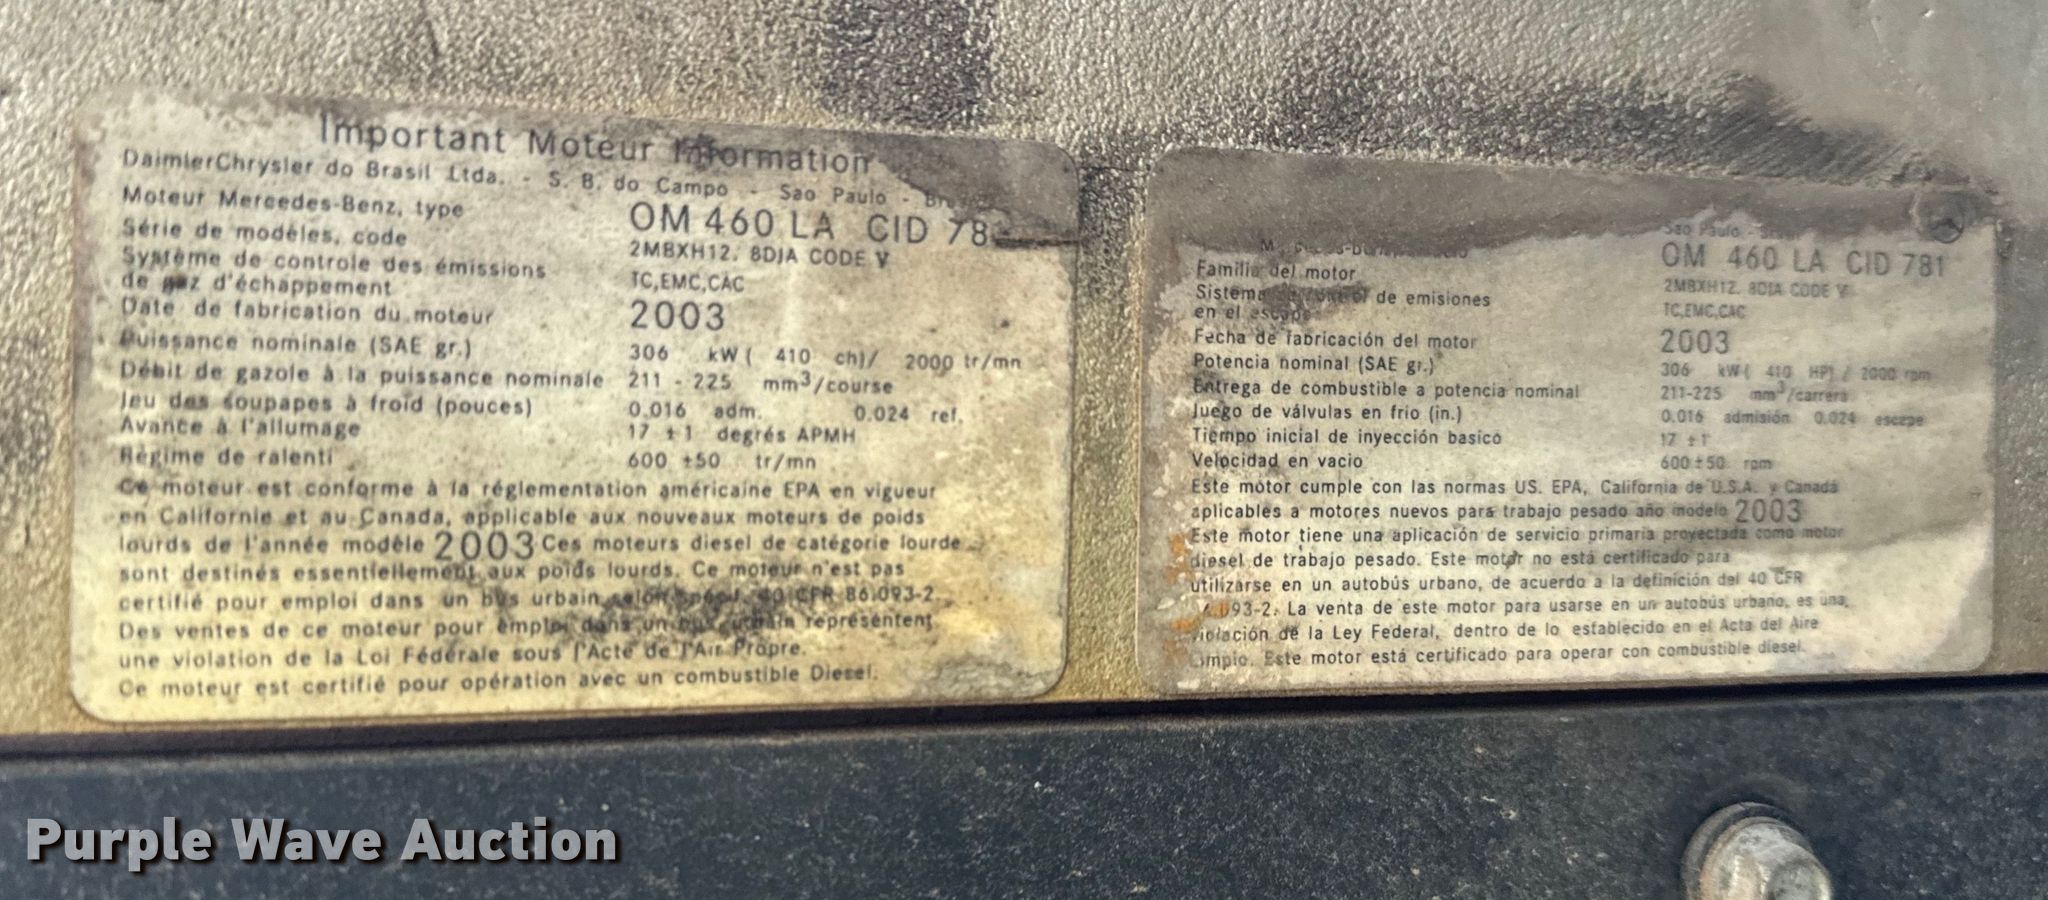 Important Moteur Information
DaimlerChrysler do Brasil Ltda. - S. B. do Campo - Sao Paulo -
Moteur Mercedes-Benz, type OM 460 LA CID 78
Série de modèles, code 2MBXH12. 8DJA CODE V
Système de controle des émissions
de gaz d'échappement TC,EMC,CAC
Date de fabrication du moteur 2003
Puissance nominale (SAE gr.) 306 kW ( 410 ch)/ 2000 tr/mn
Débit de gazole à la puissance nominale 211 - 225 mm³/course
Jeu des soupapes à froid (pouces) 0.016 adm. 0.024 ref.
Avance à l'allumage 17 ±1 degrés APMH
Règime de ralenti 600 ±50 tr/mn
Ce moteur est conforme à la réglementation américaine EPA en vigueur
en Californie et au Canada, applicable aux nouveaux moteurs de poids
lourds de l'année modèle 2003 Ces moteurs diesel de catégorie lourde
sont destinés essentiellement aux poids lourds. Ce moteur n'est pas
certifié pour emploi dans un bus urbain selon 40 CFR 86.093-2.
Des ventes de ce moteur pour emploi dans un bus urbain représentent
une violation de la Loi Fédérale sous l'Acte de l'Air Propre.
Ce moteur est certifié pour opération avec un combustible Diesel.
Sao Paulo -
OM 460 LA CID 781
Familia del motor 2MBXH12. 8DJA CODE V
Sistema de control de emisiones
en el escape TC,EMC,CAC
Fecha de fabricación del motor 2003
Potencia nominal (SAE gr.) 306 kW ( 410 HP) / 2000 rpm
Entrega de combustible a potencia nominal 211-225 mm³/carrera
Juego de válvulas en frio (in.) 0.016 admisión 0.024 escape
Tiempo inicial de inyección basico 17 ±1
Velocidad en vacio 600±50 rpm
Este motor cumple con las normas US. EPA, California de U.S.A. y Canadá
aplicables a motores nuevos para trabajo pesado año modelo 2003
Este motor tiene una aplicación de servicio primaria proyectada como motor
diesel de trabajo pesado. Este motor no está certificado para
utilizarse en un autobús urbano, de acuerdo a la definición del 40 CFR
.093-2. La venta de este motor para usarse en un autobús urbano, es una
violación de la Ley Federal, dentro de lo establecido en el Acta del Aire
Limpio. Este motor está certificado para operar con combustible diesel.
Purple Wave Auction